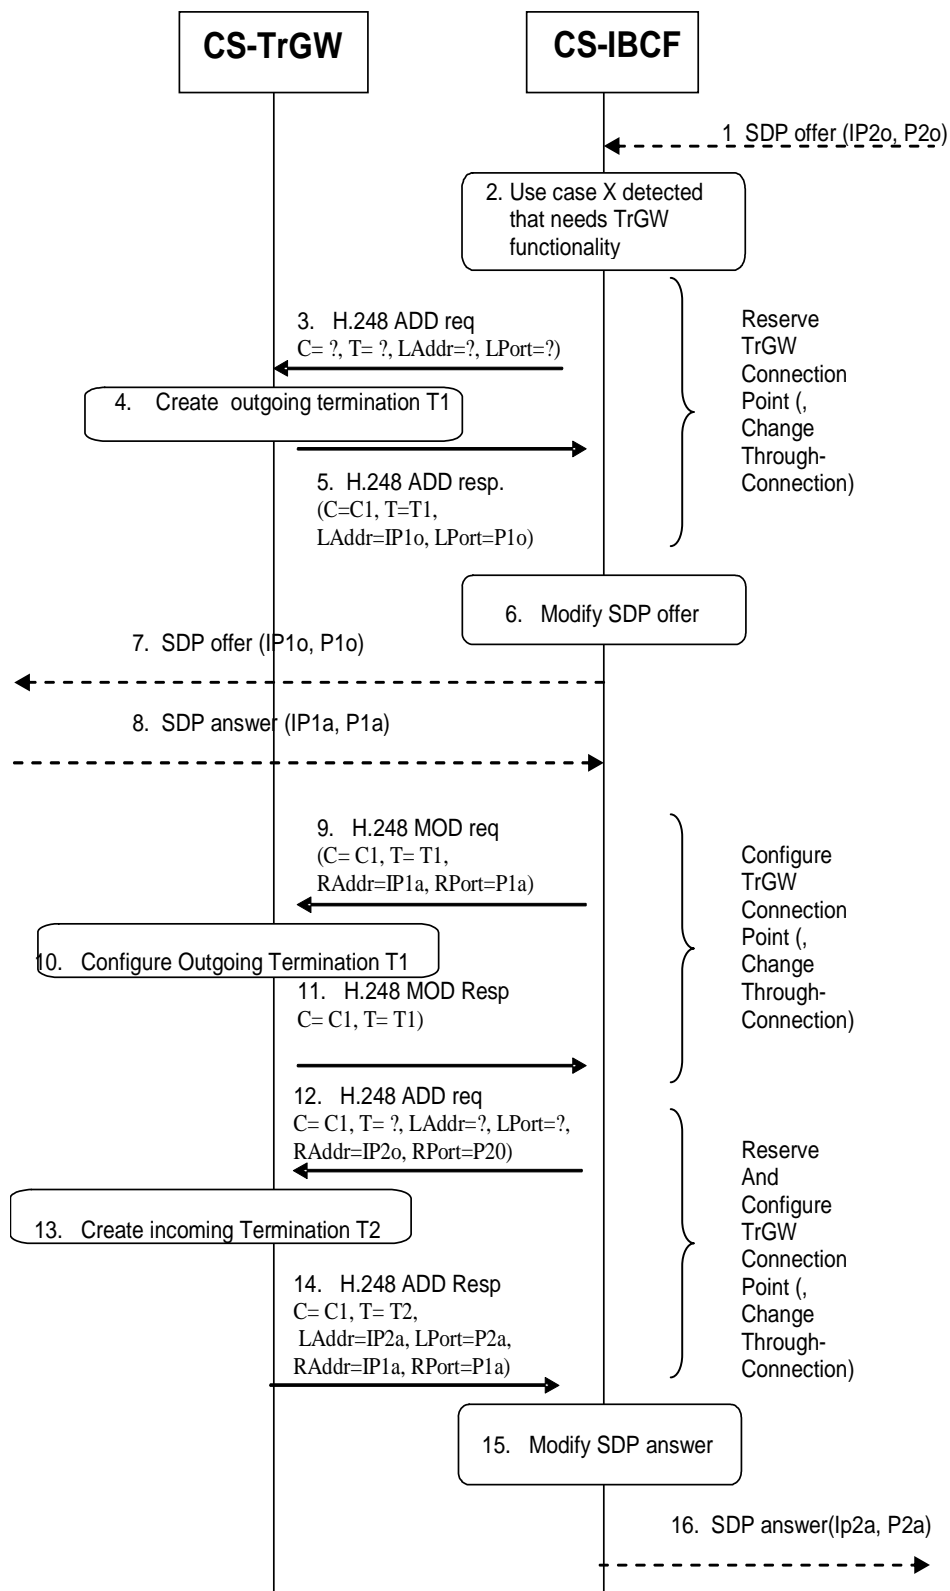 CS-TrGW
CS-IBCF
1 SDP offer (IP2o, P2o)
2. Use case X detected
that needs TrGW
functionality
3. H.248 ADD req
C= ?, T= ?, LAddr=?, LPort=?)
Reserve
TrGW
Connection
Point (,
Change
Through-
Connection)
4. Create outgoing termination T1
5. H.248 ADD resp.
(C=C1, T=T1,
LAddr=IP1o, LPort=P1o)
6. Modify SDP offer
7. SDP offer (IP1o, P1o)
8. SDP answer (IP1a, P1a)
9. H.248 MOD req
(C= C1, T= T1,
RAddr=IP1a, RPort=P1a)
Configure
TrGW
Connection
Point (,
Change
Through-
Connection)
10. Configure Outgoing Termination T1
11. H.248 MOD Resp
C= C1, T= T1)
12. H.248 ADD req
C= C1, T= ?, LAddr=?, LPort=?,
RAddr=IP2o, RPort=P20)
Reserve
And
Configure
TrGW
Connection
Point (,
Change
Through-
Connection)
13. Create incoming Termination T2
14. H.248 ADD Resp
C= C1, T= T2,
LAddr=IP2a, LPort=P2a,
RAddr=IP1a, RPort=P1a)
15. Modify SDP answer
16. SDP answer(Ip2a, P2a)